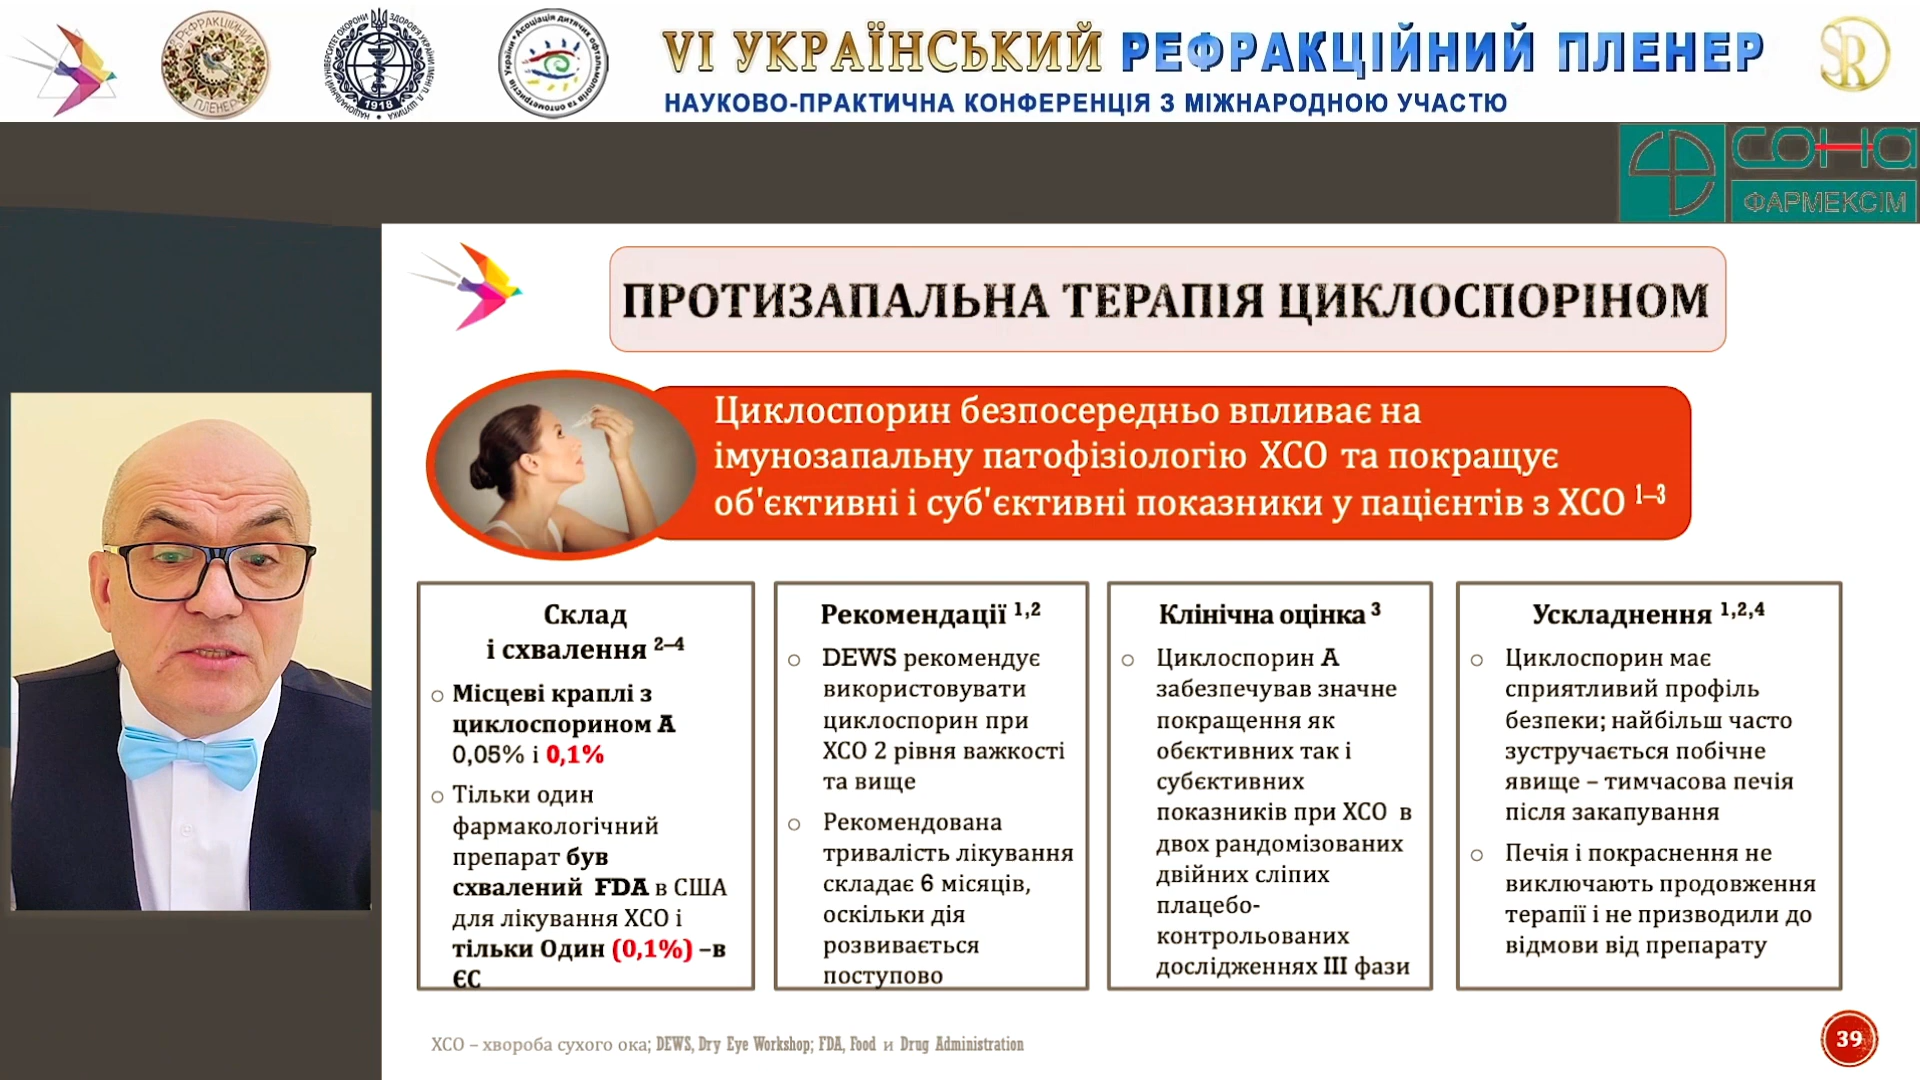 VI УКРАЇНСЬКИЙ РЕФРАКЦІЙНИЙ ПЛЕНЕР
НАУКОВО-ПРАКТИЧНА КОНФЕРЕНЦІЯ З МІЖНАРОДНОЮ УЧАСТЮ
РЕФРАКЦІЙНИЙ
ПЛЕНЕР
1918
SR
СОНА
ФАРМЕКСІМ
ПРОТИЗАПАЛЬНА ТЕРАПІЯ ЦИКЛОСПОРІНОМ
Циклоспорин безпосередньо впливає на
імунозапальну патофізіологію ХСО та покращує
об'єктивні і суб'єктивні показники у пацієнтів з ХСО 1–3
Склад
і схвалення 2–4
Місцеві краплі з
циклоспорином А
0,05% і 0,1%
Тільки один
фармакологічний
препарат був
схвалений FDA в США
для лікування ХСО і
тільки Один (0,1%) –в
ЄС
Рекомендації 1,2
DEWS рекомендує
використовувати
циклоспорин при
ХСО 2 рівня важкості
та вище
Рекомендована
тривалість лікування
складає 6 місяців,
оскільки дія
розвивається
поступово
Клінічна оцінка 3
Циклоспорин А
забезпечував значне
покращення як
обєктивних так і
субєктивних
показників при ХСО в
двох рандомізованих
двійних сліпих
плацебо-
контрольованих
дослідженнях III фази
Ускладнення 1,2,4
Циклоспорин має
сприятливий профіль
безпеки; найбільш часто
зустручається побічне
явище – тимчасова печія
після закапування
Печія і покраснення не
виключають продовження
терапії і не призводили до
відмови від препарату
ХСО – хвороба сухого ока; DEWS, Dry Eye Workshop; FDA, Food и Drug Administration
39